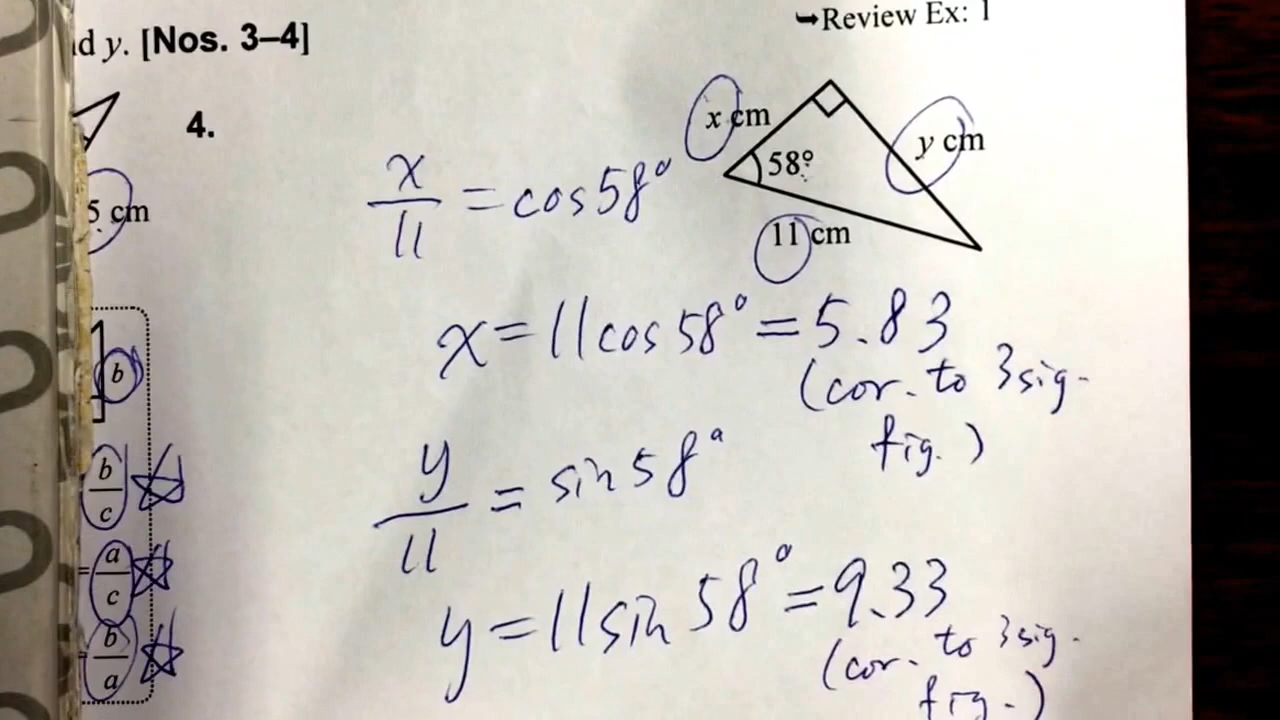 Review Ex: 1
d y. [Nos. 3–4]
4.
x cm
y cm
58°
11 cm
5 cm
x/11 = cos 58°
x = 11 cos 58° = 5.83
(cor. to 3 sig.
fig.)
b
y/11 = sin 58°
b/c
y = 11 sin 58° = 9.33
(cor. to 3 sig.
fig.)
= a/c
= b/a